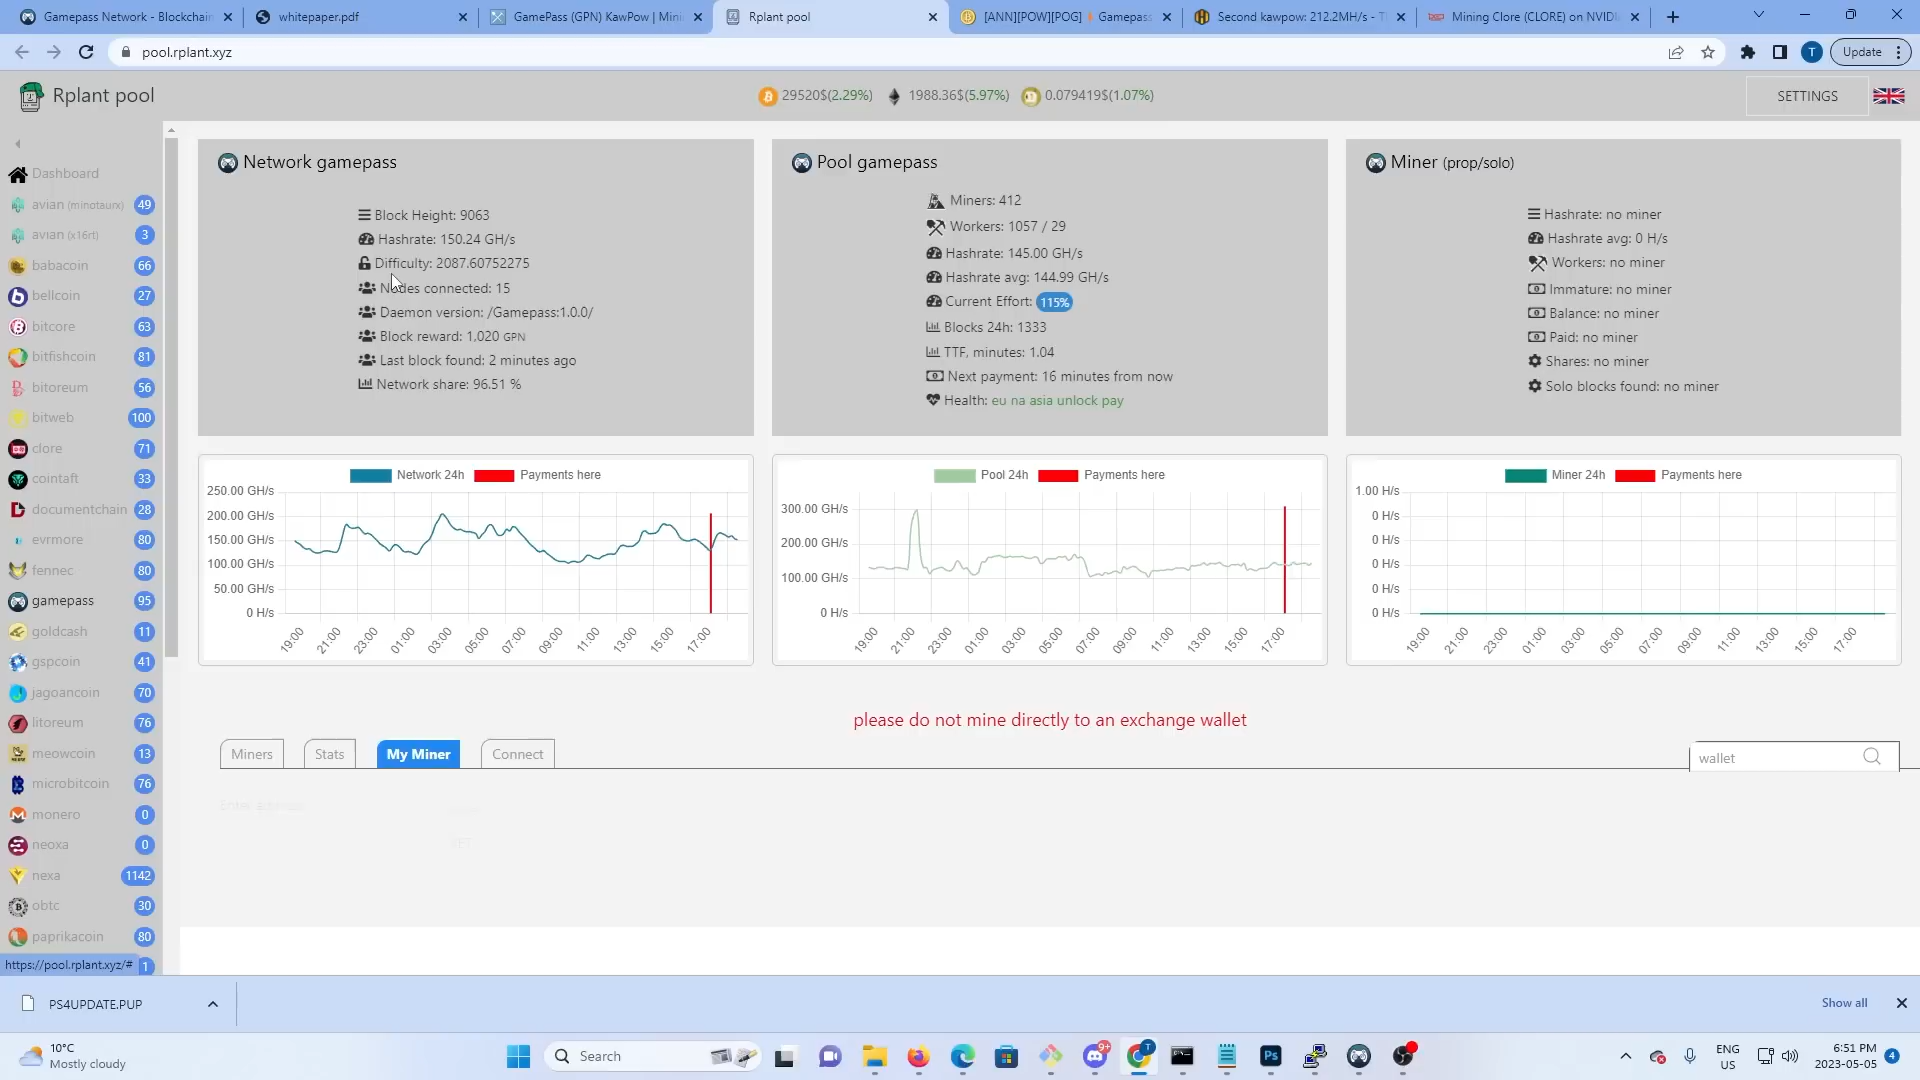 Gamepass Network - Blockchain
whitepaper.pdf
GamePass (GPN) KawPow | Mini
Rplant pool
[ANN][POW][POG] Gamepass
Second kawpow: 212.2MH/s - T
Mining Clore (CLORE) on NVIDI
pool.rplant.xyz
T
Update
Rplant pool
29520$(2.29%)
1988.36$(5.97%)
0.079419$(1.07%)
SETTINGS
Dashboard
avian (minotaurx) 49
avian (x16rt) 3
babacoin 66
bellcoin 27
bitcore 63
bitfishcoin 81
bitoreum 56
bitweb 100
clore 71
cointaft 33
documentchain 28
evrmore 80
fennec 80
gamepass 95
goldcash 11
gspcoin 41
jagoancoin 70
litoreum 76
meowcoin 13
microbitcoin 76
monero 0
neoxa 0
nexa 1142
obtc 30
paprikacoin 80
https://pool.rplant.xyz/# 1
Network gamepass
Block Height: 9063
Hashrate: 150.24 GH/s
Difficulty: 2087.60752275
Nodes connected: 15
Daemon version: /Gamepass:1.0.0/
Block reward: 1,020 GPN
Last block found: 2 minutes ago
Network share: 96.51 %
Pool gamepass
Miners: 412
Workers: 1057 / 29
Hashrate: 145.00 GH/s
Hashrate avg: 144.99 GH/s
Current Effort: 115%
Blocks 24h: 1333
TTF, minutes: 1.04
Next payment: 16 minutes from now
Health: eu na asia unlock pay
Miner (prop/solo)
Hashrate: no miner
Hashrate avg: 0 H/s
Workers: no miner
Immature: no miner
Balance: no miner
Paid: no miner
Shares: no miner
Solo blocks found: no miner
Network 24h Payments here
250.00 GH/s
200.00 GH/s
150.00 GH/s
100.00 GH/s
50.00 GH/s
0 H/s
19:00 21:00 23:00 01:00 03:00 05:00 07:00 09:00 11:00 13:00 15:00 17:00
Pool 24h Payments here
300.00 GH/s
200.00 GH/s
100.00 GH/s
0 H/s
19:00 21:00 23:00 01:00 03:00 05:00 07:00 09:00 11:00 13:00 15:00 17:00
Miner 24h Payments here
1.00 H/s
0 H/s
0 H/s
0 H/s
0 H/s
0 H/s
19:00 21:00 23:00 01:00 03:00 05:00 07:00 09:00 11:00 13:00 15:00 17:00
please do not mine directly to an exchange wallet
Miners
Stats
My Miner
Connect
wallet
PS4UPDATE.PUP
Show all
10°C
Mostly cloudy
Search
9+
T
Ps
ENG
US
6:51 PM
2023-05-05
4